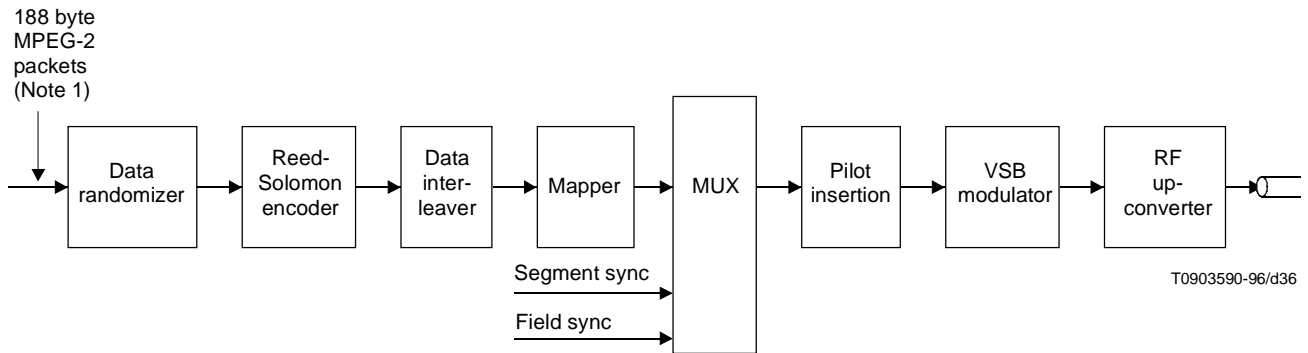 188 byte
MPEG-2
packets
(Note 1)
Data
randomizer
Reed-
Solomon
encoder
Data
inter-
leaver
Mapper
MUX
Pilot
insertion
VSB
modulator
RF
up-
converter
Segment sync
Field sync
T0903590-96/d36